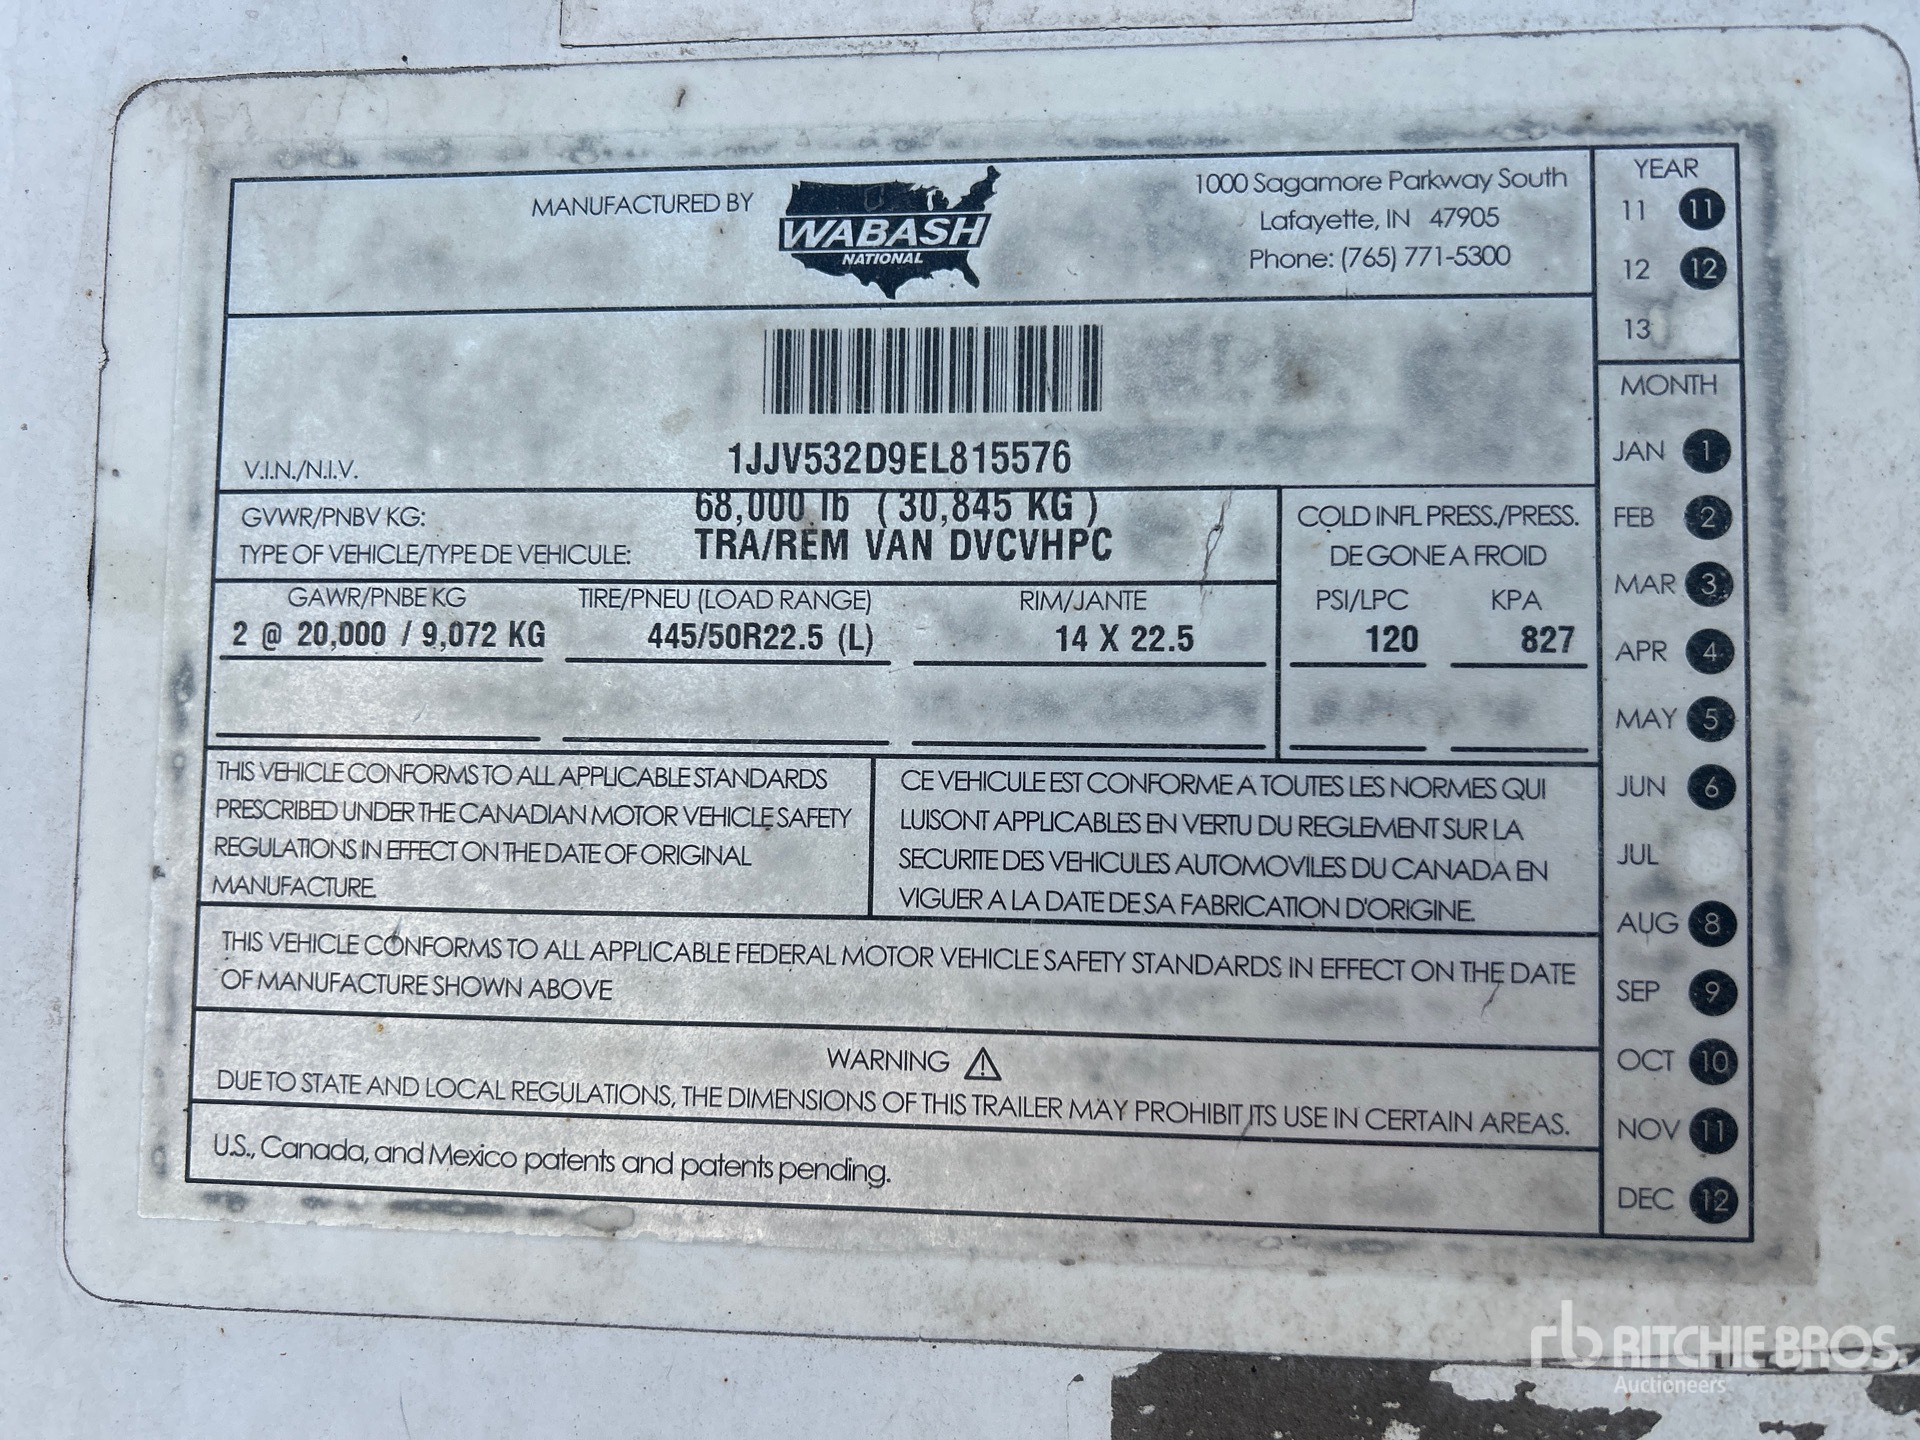 MANUFACTURED BY
WABASH
NATIONAL
1000 Sagamore Parkway South
Lafayette, IN 47905
Phone: (765) 771-5300
YEAR
11 11
12 12
13
V.I.N./N.I.V.
1JJV532D9EL815576
GVWR/PNBV KG:
68,000 lb (30,845 KG)
TYPE OF VEHICLE/TYPE DE VEHICULE:
TRA/REM VAN DVCVHPC
COLD INFL PRESS./PRESS.
DE GONE A FROID
GAWR/PNBE KG TIRE/PNEU (LOAD RANGE) RIM/JANTE PSI/LPC KPA
2 @ 20,000 / 9,072 KG 445/50R22.5 (L) 14 X 22.5 120 827
THIS VEHICLE CONFORMS TO ALL APPLICABLE STANDARDS
PRESCRIBED UNDER THE CANADIAN MOTOR VEHICLE SAFETY
REGULATIONS IN EFFECT ON THE DATE OF ORIGINAL
MANUFACTURE.
CE VEHICULE EST CONFORME A TOUTES LES NORMES QUI
LUISONT APPLICABLES EN VERTU DU REGLEMENT SUR LA
SECURITE DES VEHICULES AUTOMOVILES DU CANADA EN
VIGUER A LA DATE DE SA FABRICATION D'ORIGINE.
THIS VEHICLE CONFORMS TO ALL APPLICABLE FEDERAL MOTOR VEHICLE SAFETY STANDARDS IN EFFECT ON THE DATE
OF MANUFACTURE SHOWN ABOVE
WARNING
DUE TO STATE AND LOCAL REGULATIONS, THE DIMENSIONS OF THIS TRAILER MAY PROHIBIT ITS USE IN CERTAIN AREAS.
U.S., Canada, and Mexico patents and patents pending.
MONTH
JAN 1
FEB 2
MAR 3
APR 4
MAY 5
JUN 6
JUL
AUG 8
SEP 9
OCT 10
NOV 11
DEC 12
rb RITCHIE BROS.
Auctioneers